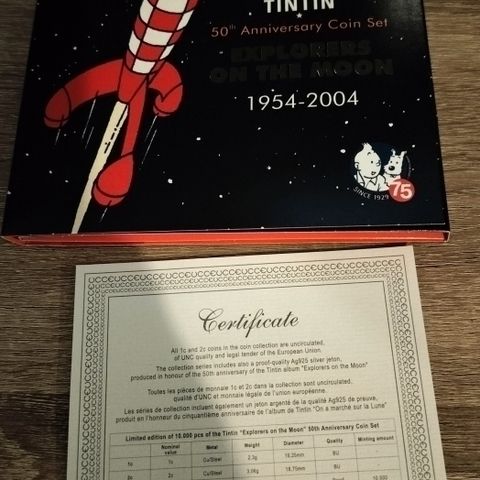 TINTIN
50th Anniversary Coin Set
EXPLORERS
ON THE MOON
1954-2004
SINCE 1929
75
Certificate
All 1c and 2c coins in the coin collection are uncirculated,
of UNC quality and legal tender of the European Union.
The collection series includes also a proof-quality Ag925 silver jeton,
produced in honour of the 50th anniversary of the Tintin album "Explorers on the Moon"
Toutes les pièces de monnaie 1c et 2c dans la collection sont uncirculated,
qualité d'UNC et monnaie légale de l'union européenne.
Les séries de collection incluent également un jeton argenté de la qualité Ag925 de preuve,
produit en l'honneur du cinquantième anniversaire de l'album de Tintin "On a marché sur la Lune"
Limited edition of 10.000 pcs of the Tintin "Explorers on the Moon" 50th Anniversary Coin Set
Nominal value Metal Weight Diameter Quality Minting amount
1c Cu/Steel 2.3g 16.25mm BU
2c Cu/Steel 3.06g 18.75mm BU
10.000